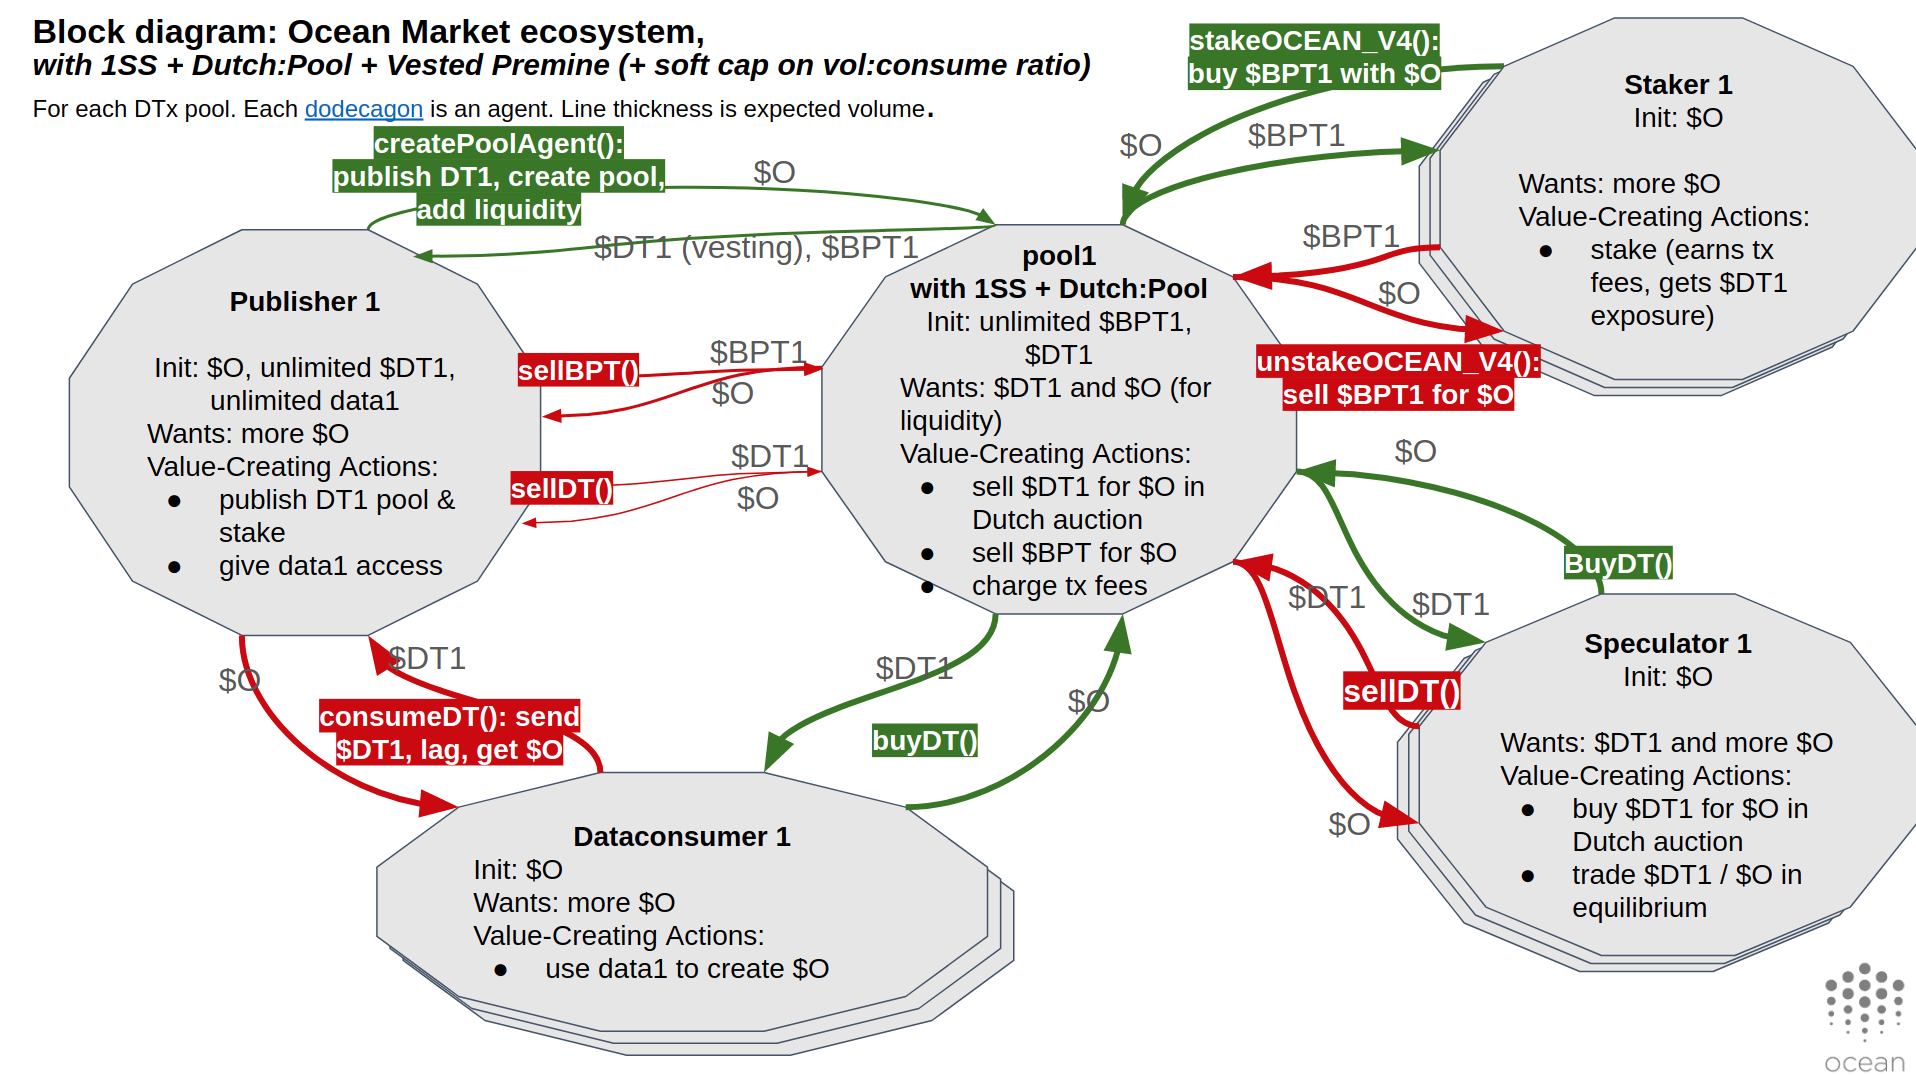 Block diagram: Ocean Market ecosystem,
with 1SS + Dutch:Pool + Vested Premine (+ soft cap on vol:consume ratio)
For each DTx pool. Each dodecagon is an agent. Line thickness is expected volume.
createPoolAgent():
publish DT1, create pool,
add liquidity
$O
$DT1 (vesting), $BPT1
stakeOCEAN_V4():
buy $BPT1 with $O
$O
$BPT1
Staker 1
Init: $O
Wants: more $O
Value-Creating Actions:
● stake (earns tx
fees, gets $DT1
exposure)
$BPT1
$O
unstakeOCEAN_V4():
sell $BPT1 for $O
Publisher 1
Init: $O, unlimited $DT1,
unlimited data1
Wants: more $O
Value-Creating Actions:
● publish DT1 pool &
stake
● give data1 access
sellBPT()
$BPT1
$O
sellDT()
$DT1
$O
pool1
with 1SS + Dutch:Pool
Init: unlimited $BPT1,
$DT1
Wants: $DT1 and $O (for
liquidity)
Value-Creating Actions:
● sell $DT1 for $O in
Dutch auction
● sell $BPT for $O
● charge tx fees
$O
BuyDT()
$DT1
$DT1
sellDT()
$O
Speculator 1
Init: $O
Wants: $DT1 and more $O
Value-Creating Actions:
● buy $DT1 for $O in
Dutch auction
● trade $DT1 / $O in
equilibrium
$O
$DT1
consumeDT(): send
$DT1, lag, get $O
$DT1
$O
buyDT()
Dataconsumer 1
Init: $O
Wants: more $O
Value-Creating Actions:
● use data1 to create $O
ocean